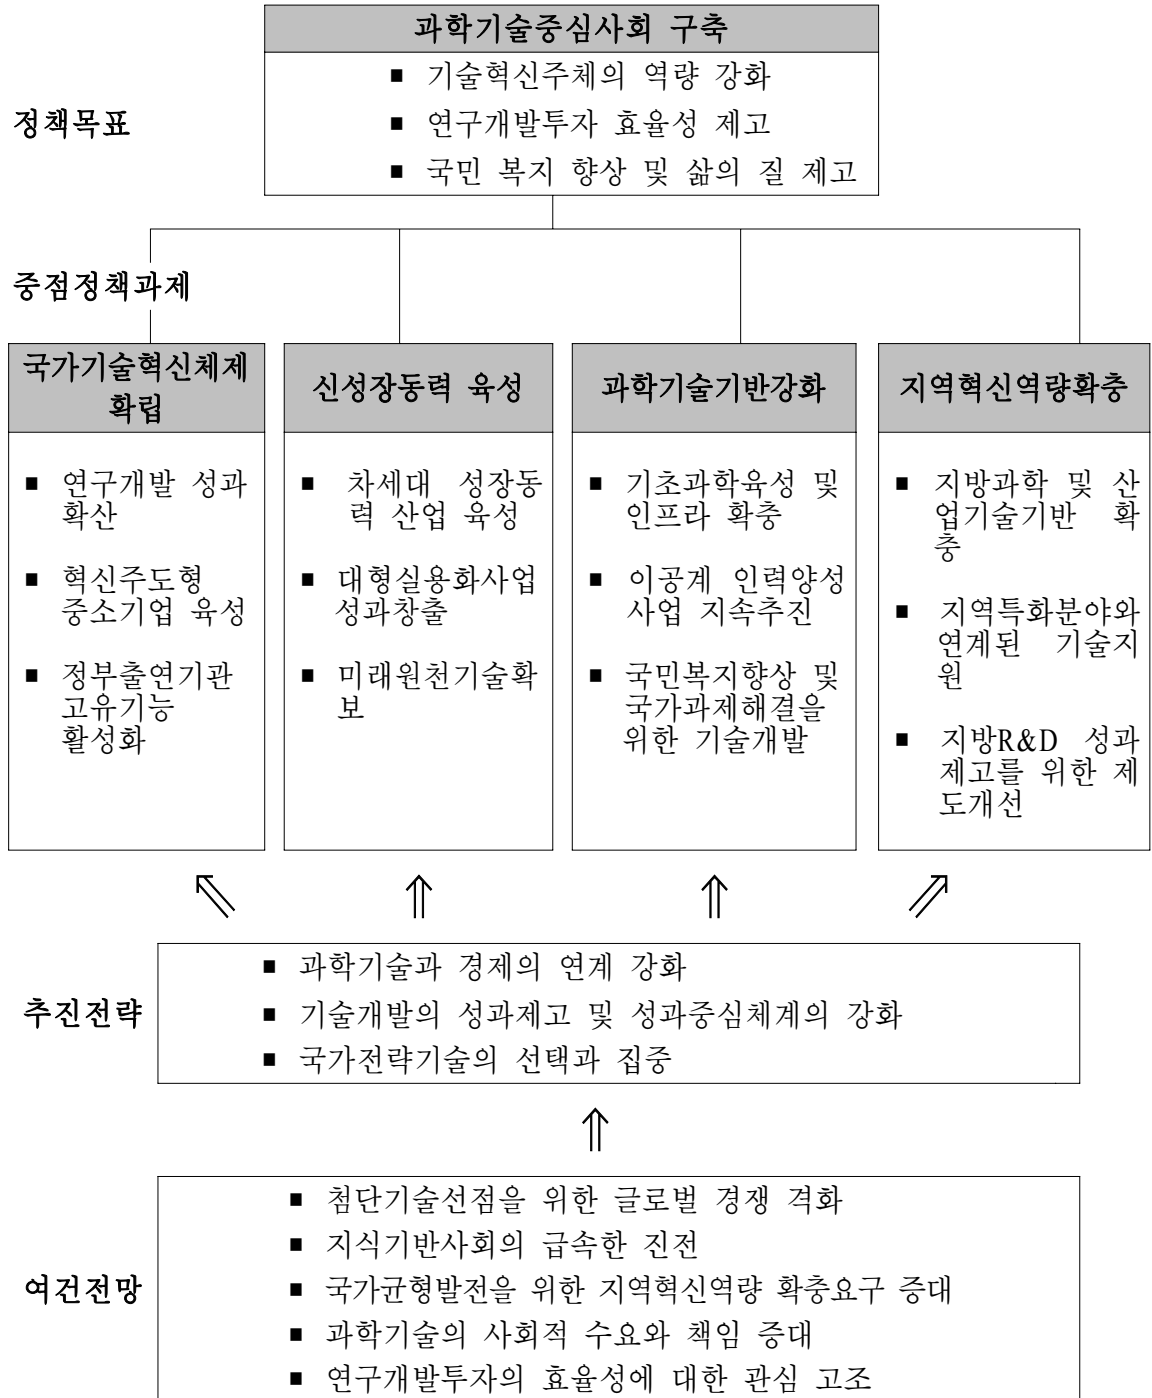 과학기술중심사회 구축
정책목표
■ 기술혁신주체의 역량 강화
■ 연구개발투자 효율성 제고
■ 국민 복지 향상 및 삶의 질 제고
중점정책과제
국가기술혁신체제
확립
■ 연구개발 성과
확산
■ 혁신주도형
중소기업 육성
■ 정부출연기관
고유기능
활성화
신성장동력 육성
■ 차세대 성장동
력 산업 육성
■ 대형실용화사업
성과창출
■ 미래원천기술확
보
과학기술기반강화
■ 기초과학육성 및
인프라 확충
■ 이공계 인력양성
사업 지속추진
■ 국민복지향상 및
국가과제해결을
위한 기술개발
지역혁신역량확충
■ 지방과학 및 산
업기술기반 확
충
■ 지역특화분야와
연계된 기술지
원
■ 지방R&D 성과
제고를 위한 제
도개선
추진전략
■ 과학기술과 경제의 연계 강화
■ 기술개발의 성과제고 및 성과중심체계의 강화
■ 국가전략기술의 선택과 집중
여건전망
■ 첨단기술선점을 위한 글로벌 경쟁 격화
■ 지식기반사회의 급속한 진전
■ 국가균형발전을 위한 지역혁신역량 확충요구 증대
■ 과학기술의 사회적 수요와 책임 증대
■ 연구개발투자의 효율성에 대한 관심 고조